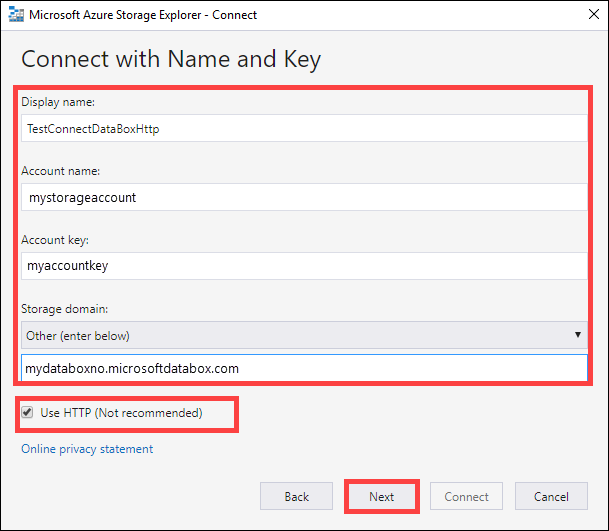 Microsoft Azure Storage Explorer - Connect
Connect with Name and Key
Display name:
TestConnectDataBoxHttp
Account name:
mystorageaccount
Account key:
myaccountkey
Storage domain:
Other (enter below)
mydataboxno.microsoftdatabox.com
Use HTTP (Not recommended)
Online privacy statement
Back Next Connect Cancel